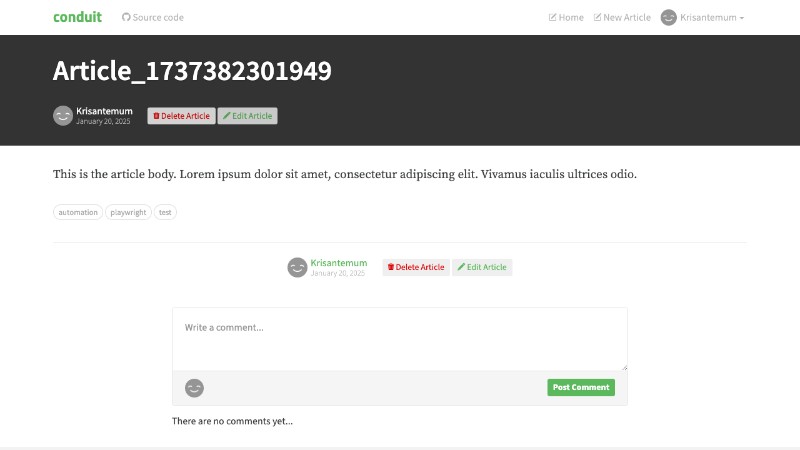 conduit Source code Home New Article Krisantemum
Article_1737382301949
Krisantemum
January 20, 2025
Delete Article Edit Article
This is the article body. Lorem ipsum dolor sit amet, consectetur adipiscing elit. Vivamus iaculis ultrices odio.
automation playwright test
Krisantemum
January 20, 2025
Delete Article Edit Article
Write a comment...
Post Comment
There are no comments yet...